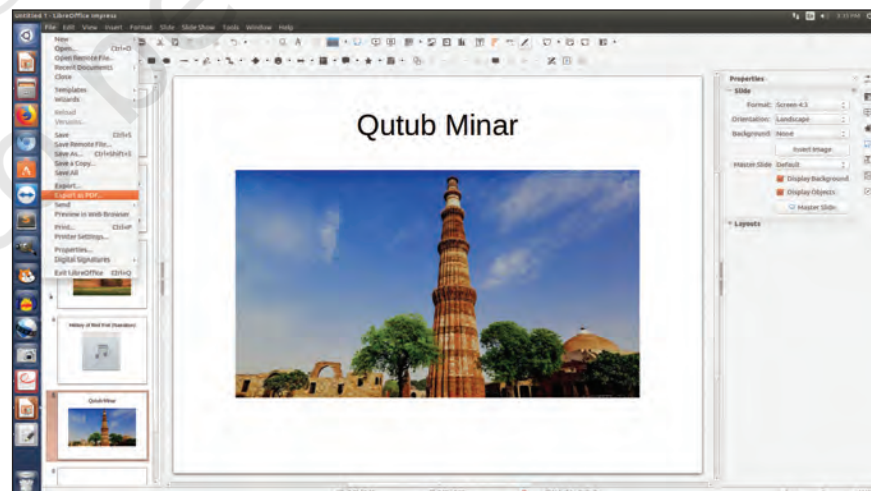 Untitled 1 - LibreOffice Impress
3:35 PM
File Edit View Insert Format Slide Slide Show Tools Window Help
New
Open... Ctrl+O
Open Remote File...
Recent Documents
Close
Templates
Wizards
Reload
Versions...
Save Ctrl+S
Save Remote File...
Save As... Ctrl+Shift+S
Save a Copy...
Save All
Export...
Export as PDF...
Send
Preview in Web Browser
Print... Ctrl+P
Printer Settings...
Properties...
Digital Signatures
Exit LibreOffice Ctrl+Q
History of Red Fort (Narration)
Qutub Minar
Qutub Minar
Properties
Slide
Format: Screen 4:3
Orientation: Landscape
Background: None
Insert Image
Master Slide Default
Display Background
Display Objects
Master Slide
Layouts